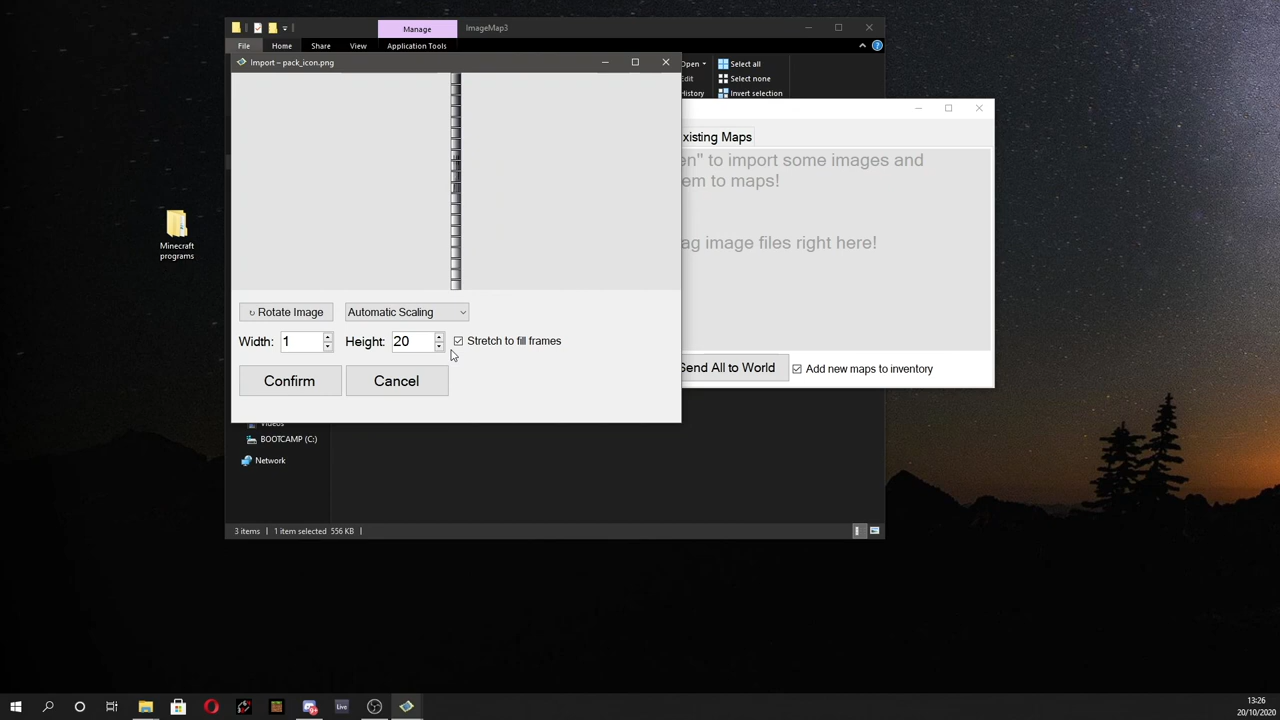 Manage
ImageMap3
File
Home
Share
View
Application Tools
Import – pack_icon.png
Open
Select all
Edit
Select none
History
Invert selection
xisting Maps
en" to import some images and
em to maps!
ag image files right here!
Minecraft
programs
Rotate Image
Automatic Scaling
Width: 1
Height: 20
Stretch to fill frames
Confirm
Cancel
Send All to World
Add new maps to inventory
Videos
BOOTCAMP (C:)
Network
3 items
1 item selected 556 KB
Live
13:26
20/10/2020